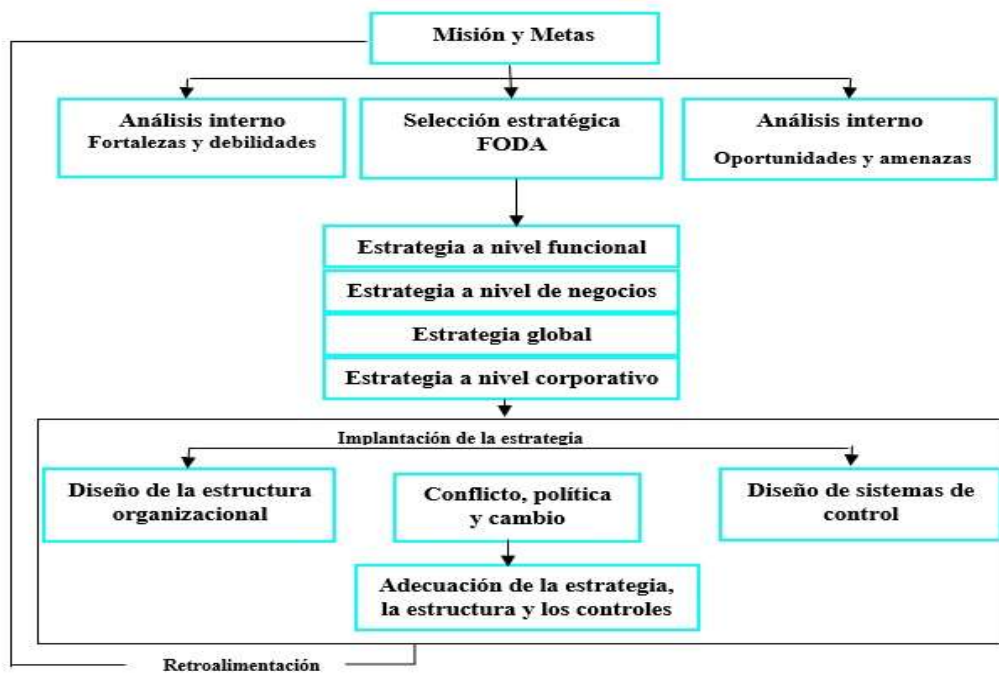 Misión y Metas
Análisis interno
Fortalezas y debilidades
Selección estratégica
FODA
Análisis interno
Oportunidades y amenazas
Estrategia a nivel funcional
Estrategia a nivel de negocios
Estrategia global
Estrategia a nivel corporativo
Implantación de la estrategia
Diseño de la estructura
organizacional
Conflicto, política
y cambio
Diseño de sistemas de
control
Adecuación de la estrategia,
la estructura y los controles
Retroalimentación